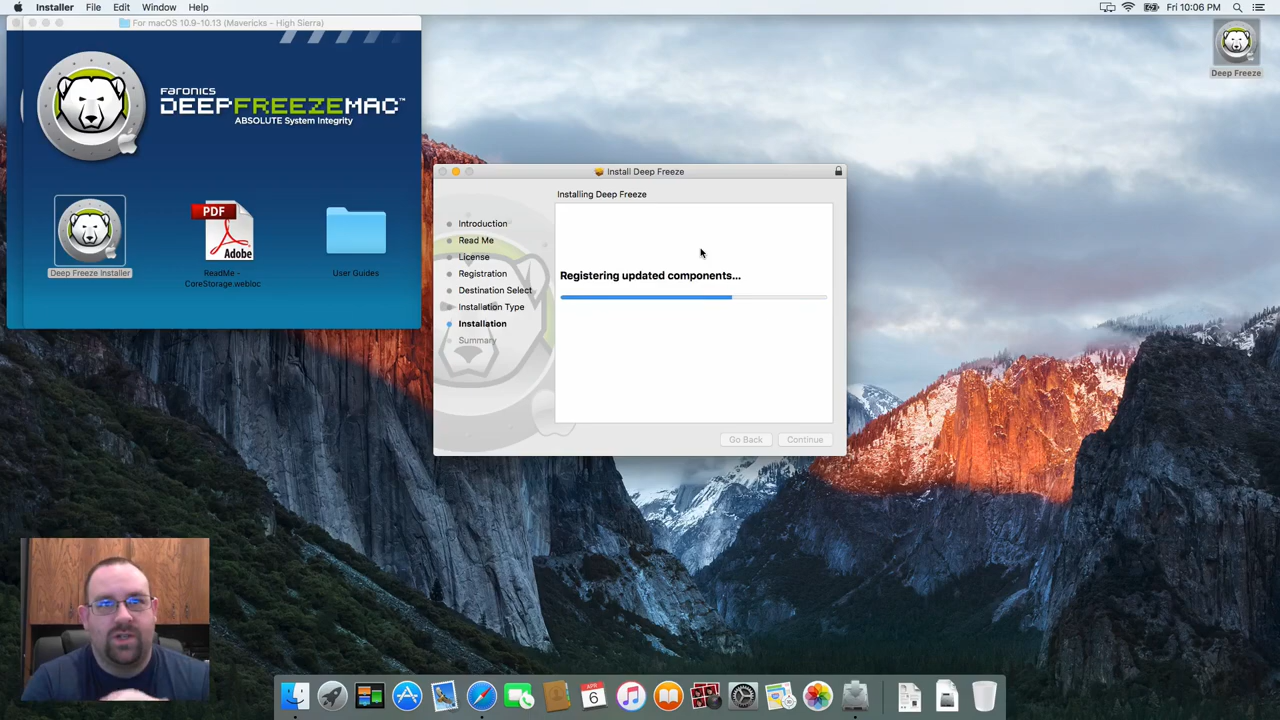 Installer File Edit Window Help
Fri 10:06 PM
For macOS 10.9-10.13 (Mavericks - High Sierra)
FARONICS
DEEPFREEZEMAC™
ABSOLUTE System Integrity
PDF
Adobe
Deep Freeze Installer
ReadMe -
CoreStorage.webloc
User Guides
Deep Freeze
Install Deep Freeze
Installing Deep Freeze
Introduction
Read Me
License
Registration
Destination Select
Installation Type
Installation
Summary
Registering updated components...
Go Back
Continue
APR
6